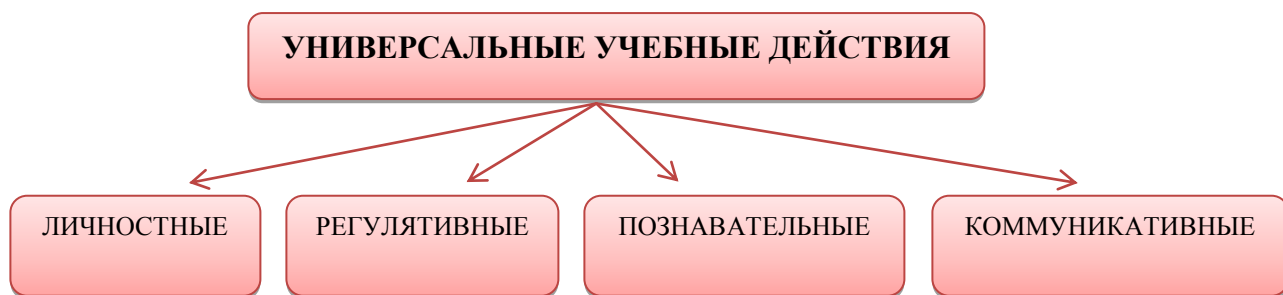 УНИВЕРСАЛЬНЫЕ УЧЕБНЫЕ ДЕЙСТВИЯ
ЛИЧНОСТНЫЕ
РЕГУЛЯТИВНЫЕ
ПОЗНАВАТЕЛЬНЫЕ
КОММУНИКАТИВНЫЕ